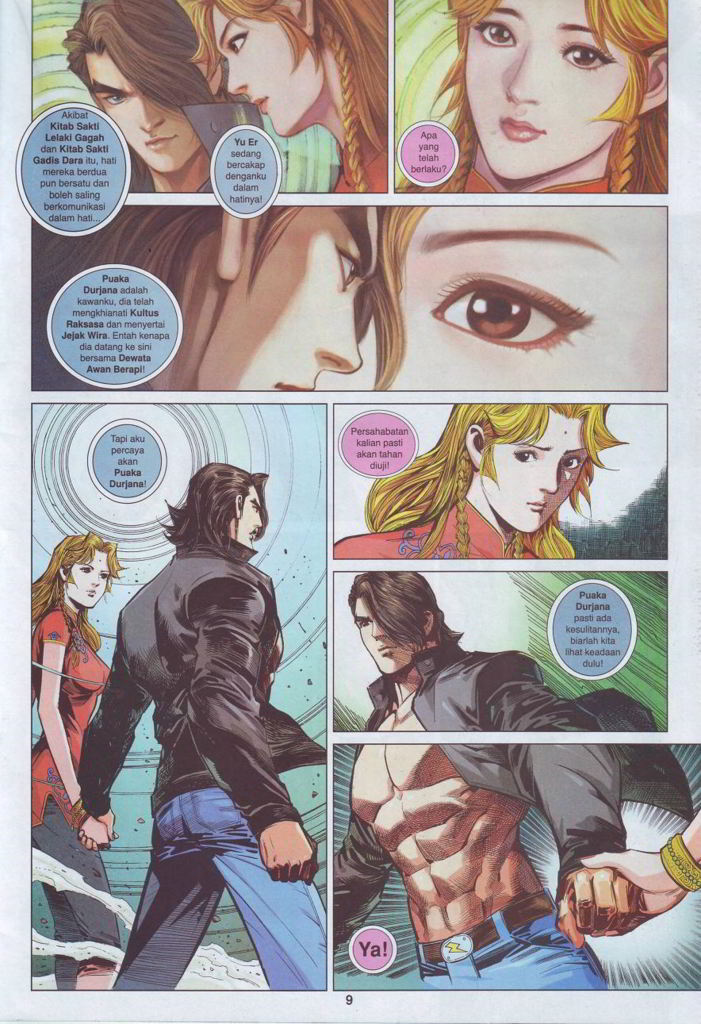 Akibat
Kitab Sakti
Lelaki Gagah
dan Kitab Sakti
Gadis Dara itu, hati
mereka berdua
pun bersatu dan
boleh saling
berkomunikasi
dalam hati...
Yu Er
sedang
bercakap
denganku
dalam
hatinya!
Apa
yang
telah
berlaku?
Puaka
Durjana adalah
kawanku, dia telah
mengkhianati Kultus
Raksasa dan menyertai
Jejak Wira. Entah kenapa
dia datang ke sini
bersama Dewata
Awan Berapi!
Tapi aku
percaya
akan
Puaka
Durjana!
Persahabatan
kalian pasti
akan tahan
diuji!
Puaka
Durjana
pasti ada
kesulitannya,
biarlah kita
lihat keadaan
dulu!
Ya!
9